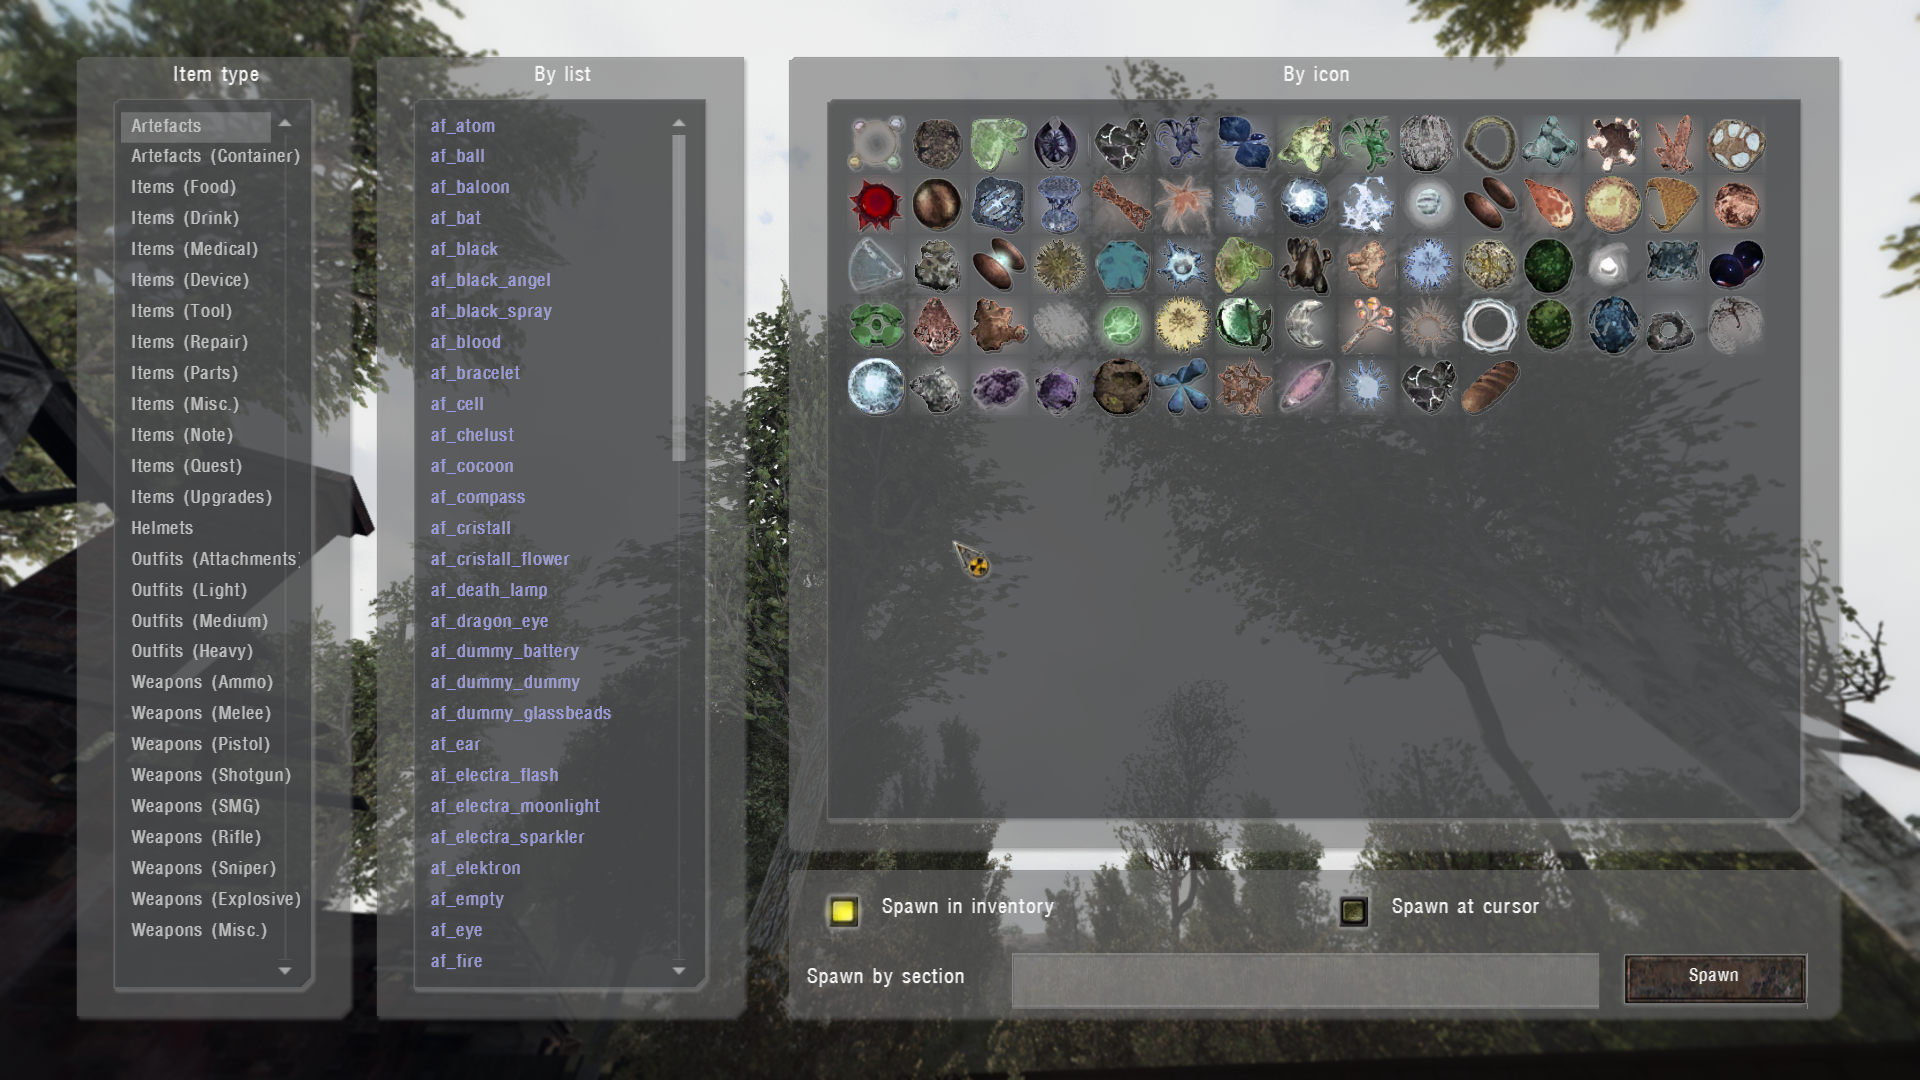 Item type
Artefacts
Artefacts (Container)
Items (Food)
Items (Drink)
Items (Medical)
Items (Device)
Items (Tool)
Items (Repair)
Items (Parts)
Items (Misc.)
Items (Note)
Items (Quest)
Items (Upgrades)
Helmets
Outfits (Attachments)
Outfits (Light)
Outfits (Medium)
Outfits (Heavy)
Weapons (Ammo)
Weapons (Melee)
Weapons (Pistol)
Weapons (Shotgun)
Weapons (SMG)
Weapons (Rifle)
Weapons (Sniper)
Weapons (Explosive)
Weapons (Misc.)
By list
af_atom
af_ball
af_baloon
af_bat
af_black
af_black_angel
af_black_spray
af_blood
af_bracelet
af_cell
af_chelust
af_cocoon
af_compass
af_cristall
af_cristall_flower
af_death_lamp
af_dragon_eye
af_dummy_battery
af_dummy_dummy
af_dummy_glassbeads
af_ear
af_electra_flash
af_electra_moonlight
af_electra_sparkler
af_elektron
af_empty
af_eye
af_fire
By icon
Spawn in inventory
Spawn at cursor
Spawn by section
Spawn